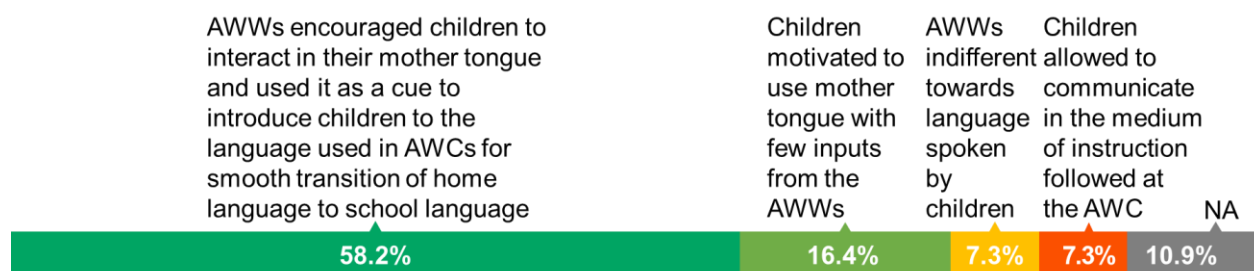 AWWs encouraged children to
interact in their mother tongue
and used it as a cue to
introduce children to the
language used in AWCs for
smooth transition of home
language to school language
Children
motivated to
use mother
tongue with
few inputs
from the
AWWs
AWWs
indifferent
towards
language
spoken
by
children
Children
allowed to
communicate
in the medium
of instruction
followed at
the AWC
NA
58.2%
16.4%
7.3%
7.3%
10.9%